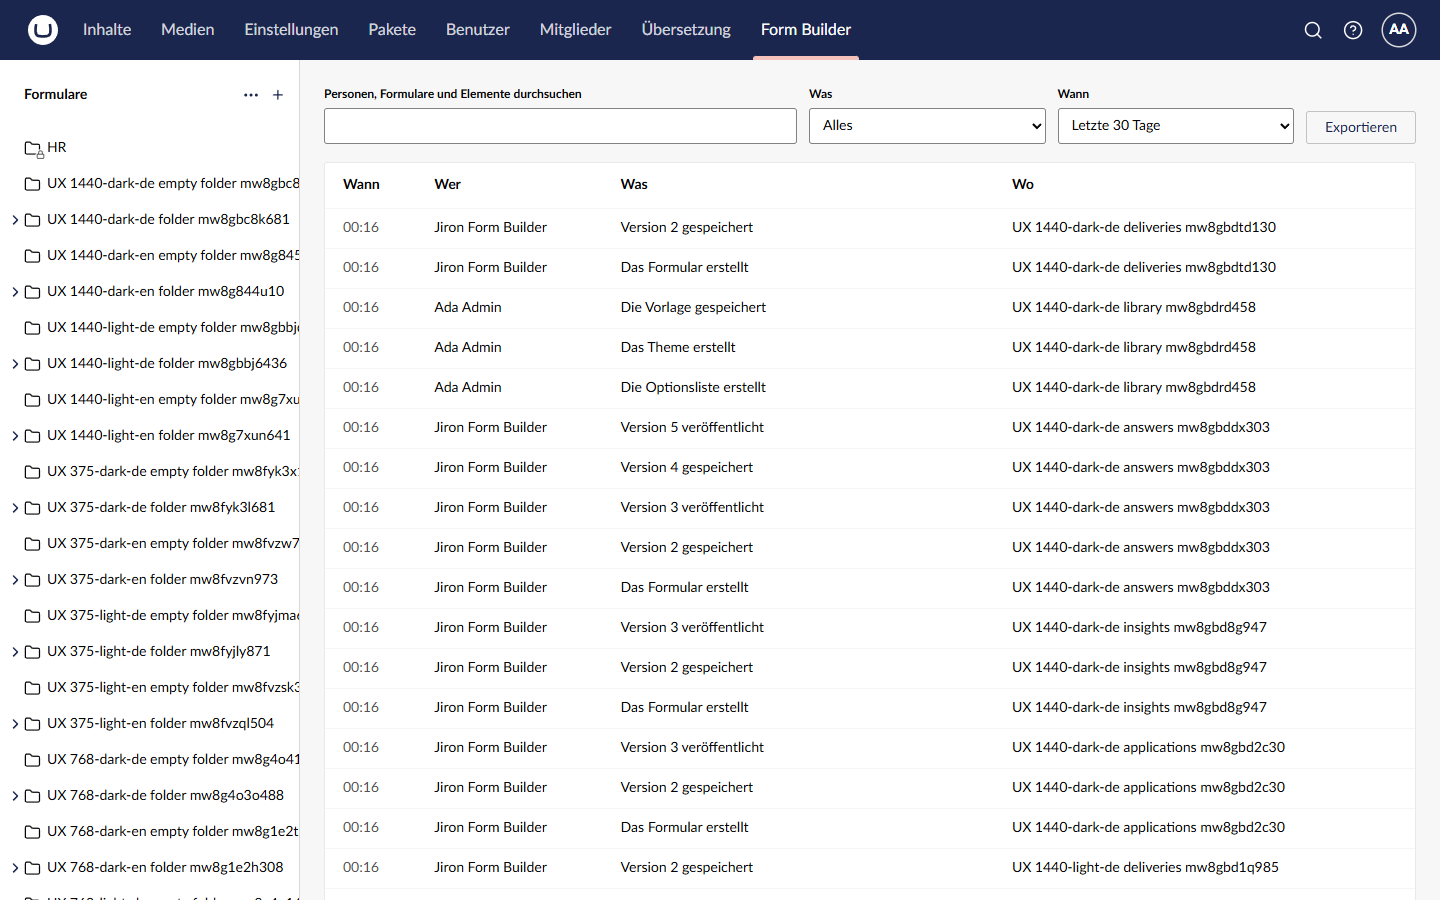 Inhalte Medien Einstellungen Pakete Benutzer Mitglieder Übersetzung Form Builder AA
Formulare
HR
UX 1440-dark-de empty folder mw8gbc8
UX 1440-dark-de folder mw8gbc8k681
UX 1440-dark-en empty folder mw8g845
UX 1440-dark-en folder mw8g844u10
UX 1440-light-de empty folder mw8gbbj
UX 1440-light-de folder mw8gbbj6436
UX 1440-light-en empty folder mw8g7xu
UX 1440-light-en folder mw8g7xun641
UX 375-dark-de empty folder mw8fyk3x
UX 375-dark-de folder mw8fyk3l681
UX 375-dark-en empty folder mw8fvzw7
UX 375-dark-en folder mw8fvzvn973
UX 375-light-de empty folder mw8fyjma
UX 375-light-de folder mw8fyjly871
UX 375-light-en empty folder mw8fvzsk3
UX 375-light-en folder mw8fvzql504
UX 768-dark-de empty folder mw8g4o41
UX 768-dark-de folder mw8g4o3o488
UX 768-dark-en empty folder mw8g1e2t
UX 768-dark-en folder mw8g1e2h308
Personen, Formulare und Elemente durchsuchen Was Wann
Alles Letzte 30 Tage Exportieren
Wann Wer Was Wo
00:16 Jiron Form Builder Version 2 gespeichert UX 1440-dark-de deliveries mw8gbdtd130
00:16 Jiron Form Builder Das Formular erstellt UX 1440-dark-de deliveries mw8gbdtd130
00:16 Ada Admin Die Vorlage gespeichert UX 1440-dark-de library mw8gbdrd458
00:16 Ada Admin Das Theme erstellt UX 1440-dark-de library mw8gbdrd458
00:16 Ada Admin Die Optionsliste erstellt UX 1440-dark-de library mw8gbdrd458
00:16 Jiron Form Builder Version 5 veröffentlicht UX 1440-dark-de answers mw8gbddx303
00:16 Jiron Form Builder Version 4 gespeichert UX 1440-dark-de answers mw8gbddx303
00:16 Jiron Form Builder Version 3 veröffentlicht UX 1440-dark-de answers mw8gbddx303
00:16 Jiron Form Builder Version 2 gespeichert UX 1440-dark-de answers mw8gbddx303
00:16 Jiron Form Builder Das Formular erstellt UX 1440-dark-de answers mw8gbddx303
00:16 Jiron Form Builder Version 3 veröffentlicht UX 1440-dark-de insights mw8gbd8g947
00:16 Jiron Form Builder Version 2 gespeichert UX 1440-dark-de insights mw8gbd8g947
00:16 Jiron Form Builder Das Formular erstellt UX 1440-dark-de insights mw8gbd8g947
00:16 Jiron Form Builder Version 3 veröffentlicht UX 1440-dark-de applications mw8gbd2c30
00:16 Jiron Form Builder Version 2 gespeichert UX 1440-dark-de applications mw8gbd2c30
00:16 Jiron Form Builder Das Formular erstellt UX 1440-dark-de applications mw8gbd2c30
00:16 Jiron Form Builder Version 2 gespeichert UX 1440-light-de deliveries mw8gbd1q985